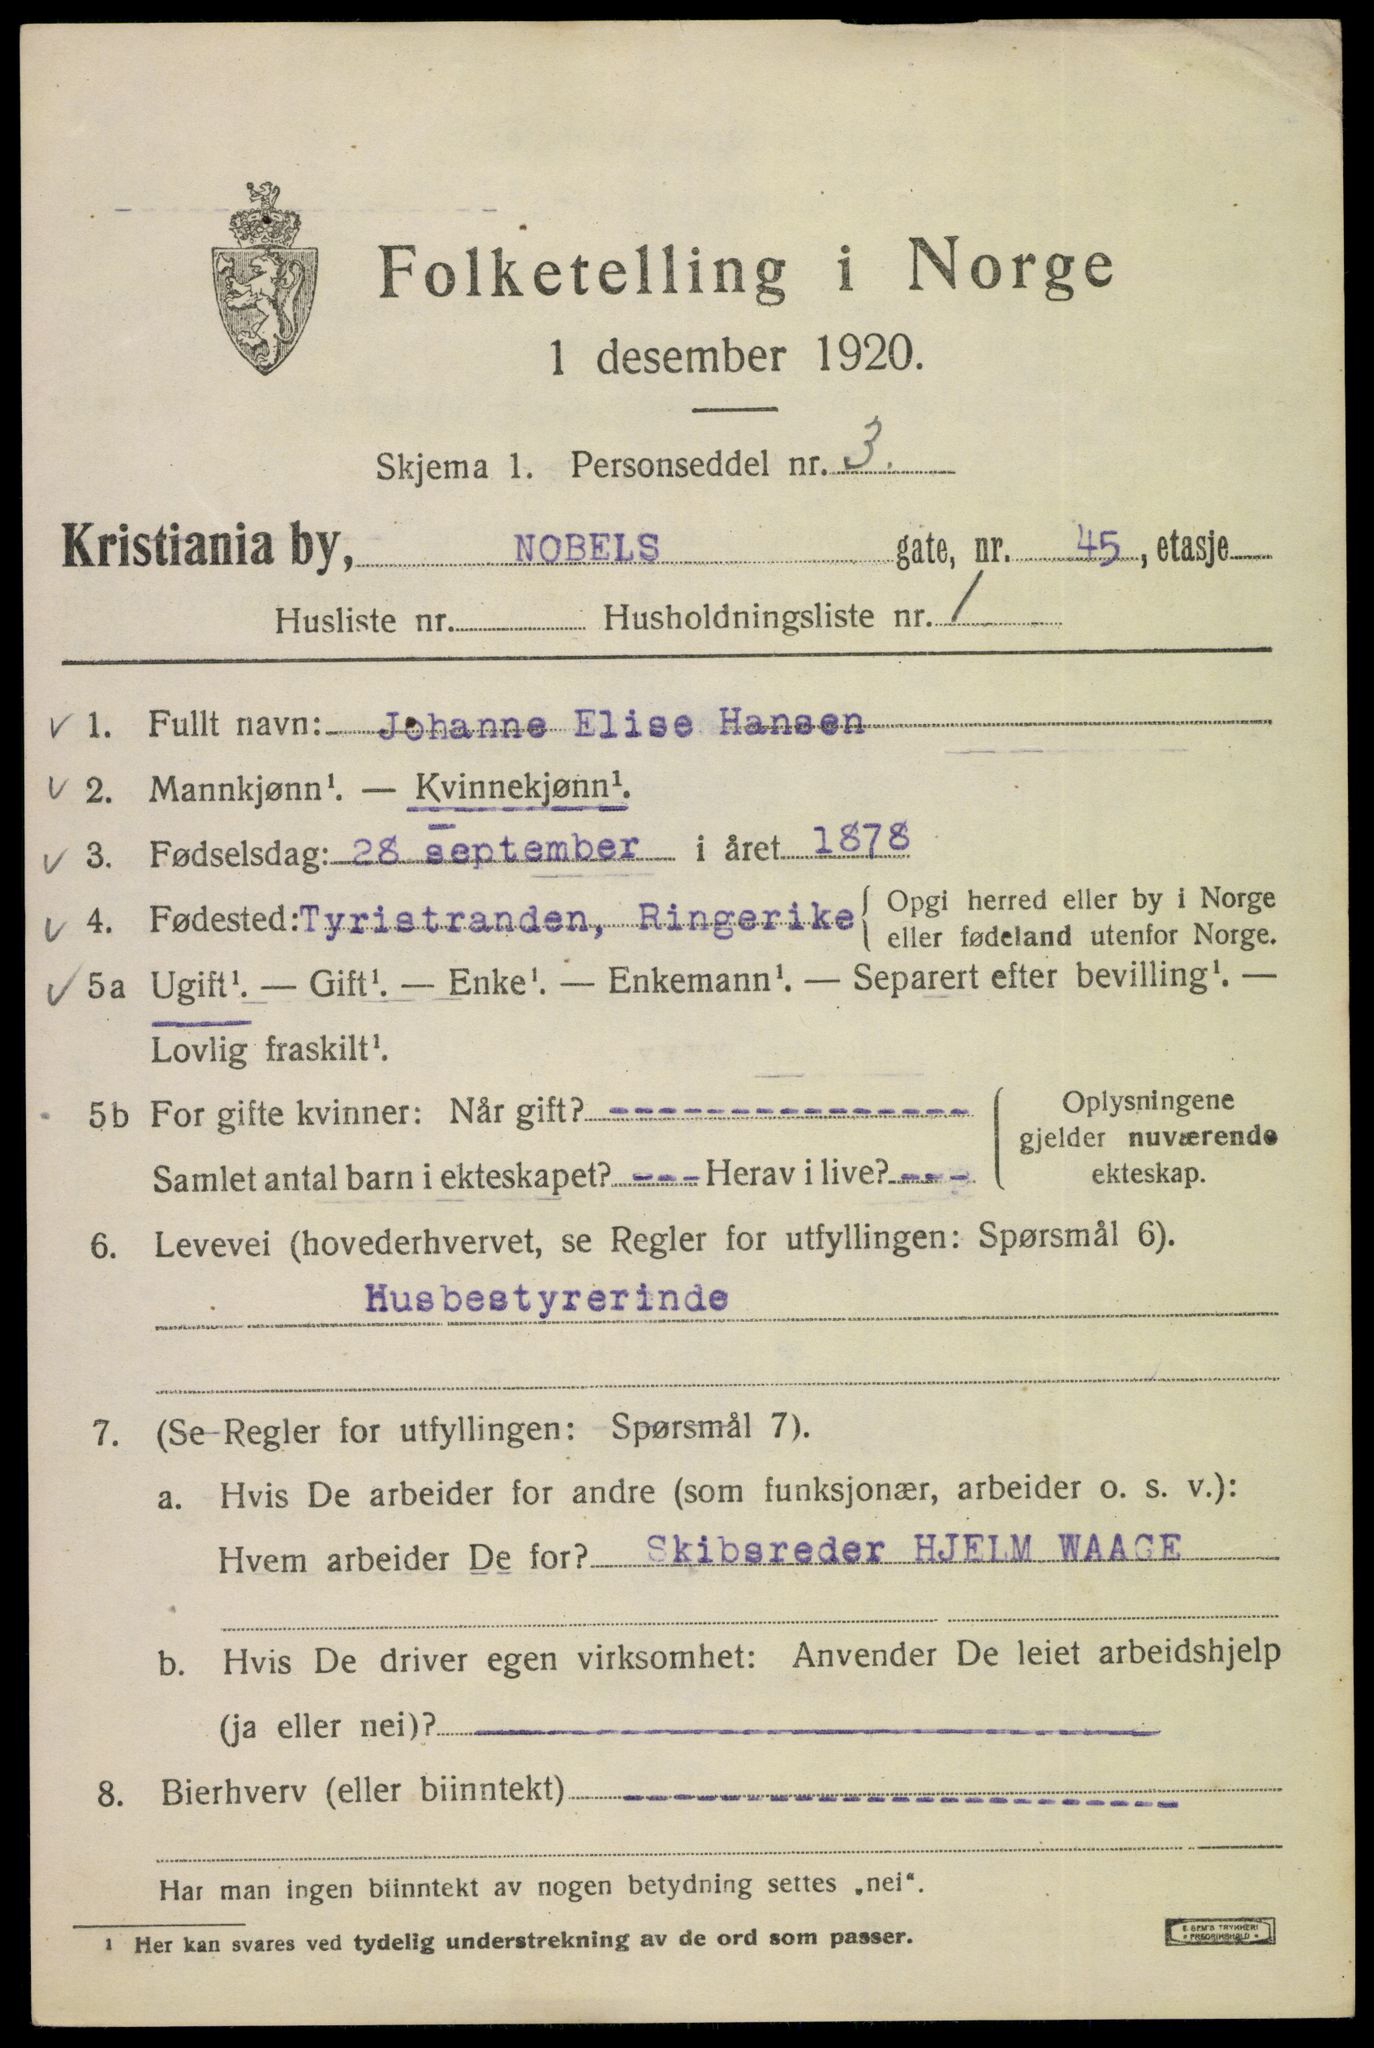 Folketelling i Norge
1 desember 1920.
Skjema 1. Personseddel nr. 3.
Kristiania by, NOBELS gate, nr. 45, etasje
Husliste nr. Husholdningsliste nr. 1
✓ 1. Fullt navn: Johanne Elise Hansen
✓ 2. Mannkjønn¹. — Kvinnekjønn¹.
✓ 3. Fødselsdag: 28 september i året 1878
✓ 4. Fødested: Tyristranden, Ringerike { Opgi herred eller by i Norge
eller fødeland utenfor Norge.
✓ 5a Ugift¹. — Gift¹. — Enke¹. — Enkemann¹. — Separert efter bevilling¹. —
Lovlig fraskilt¹.
5b For gifte kvinner: Når gift? ---------------
Samlet antal barn i ekteskapet? --- Herav i live? ---
Oplysningene
gjelder nuværende
ekteskap.
6. Levevei (hovederhvervet, se Regler for utfyllingen: Spørsmål 6).
Husbestyrerinde
7. (Se Regler for utfyllingen: Spørsmål 7).
a. Hvis De arbeider for andre (som funksjonær, arbeider o. s. v.):
Hvem arbeider De for? Skibsreder HJELM WAAGE
b. Hvis De driver egen virksomhet: Anvender De leiet arbeidshjelp
(ja eller nei)? ---------------
8. Bierhverv (eller biinntekt) ---------------
Har man ingen biinntekt av nogen betydning settes „nei“.
¹ Her kan svares ved tydelig understrekning av de ord som passer.
E. SEM'S TRYKKERI
FREDRIKSHALD